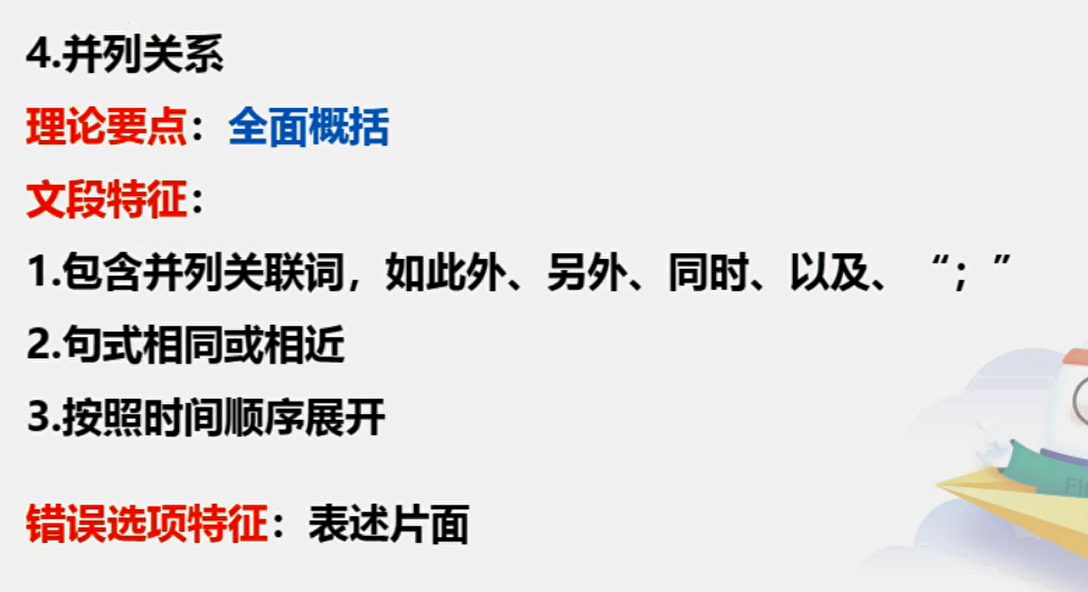 4.并列关系
理论要点：全面概括
文段特征：
1.包含并列关联词，如此外、另外、同时、以及、“；”
2.句式相同或相近
3.按照时间顺序展开
错误选项特征：表述片面